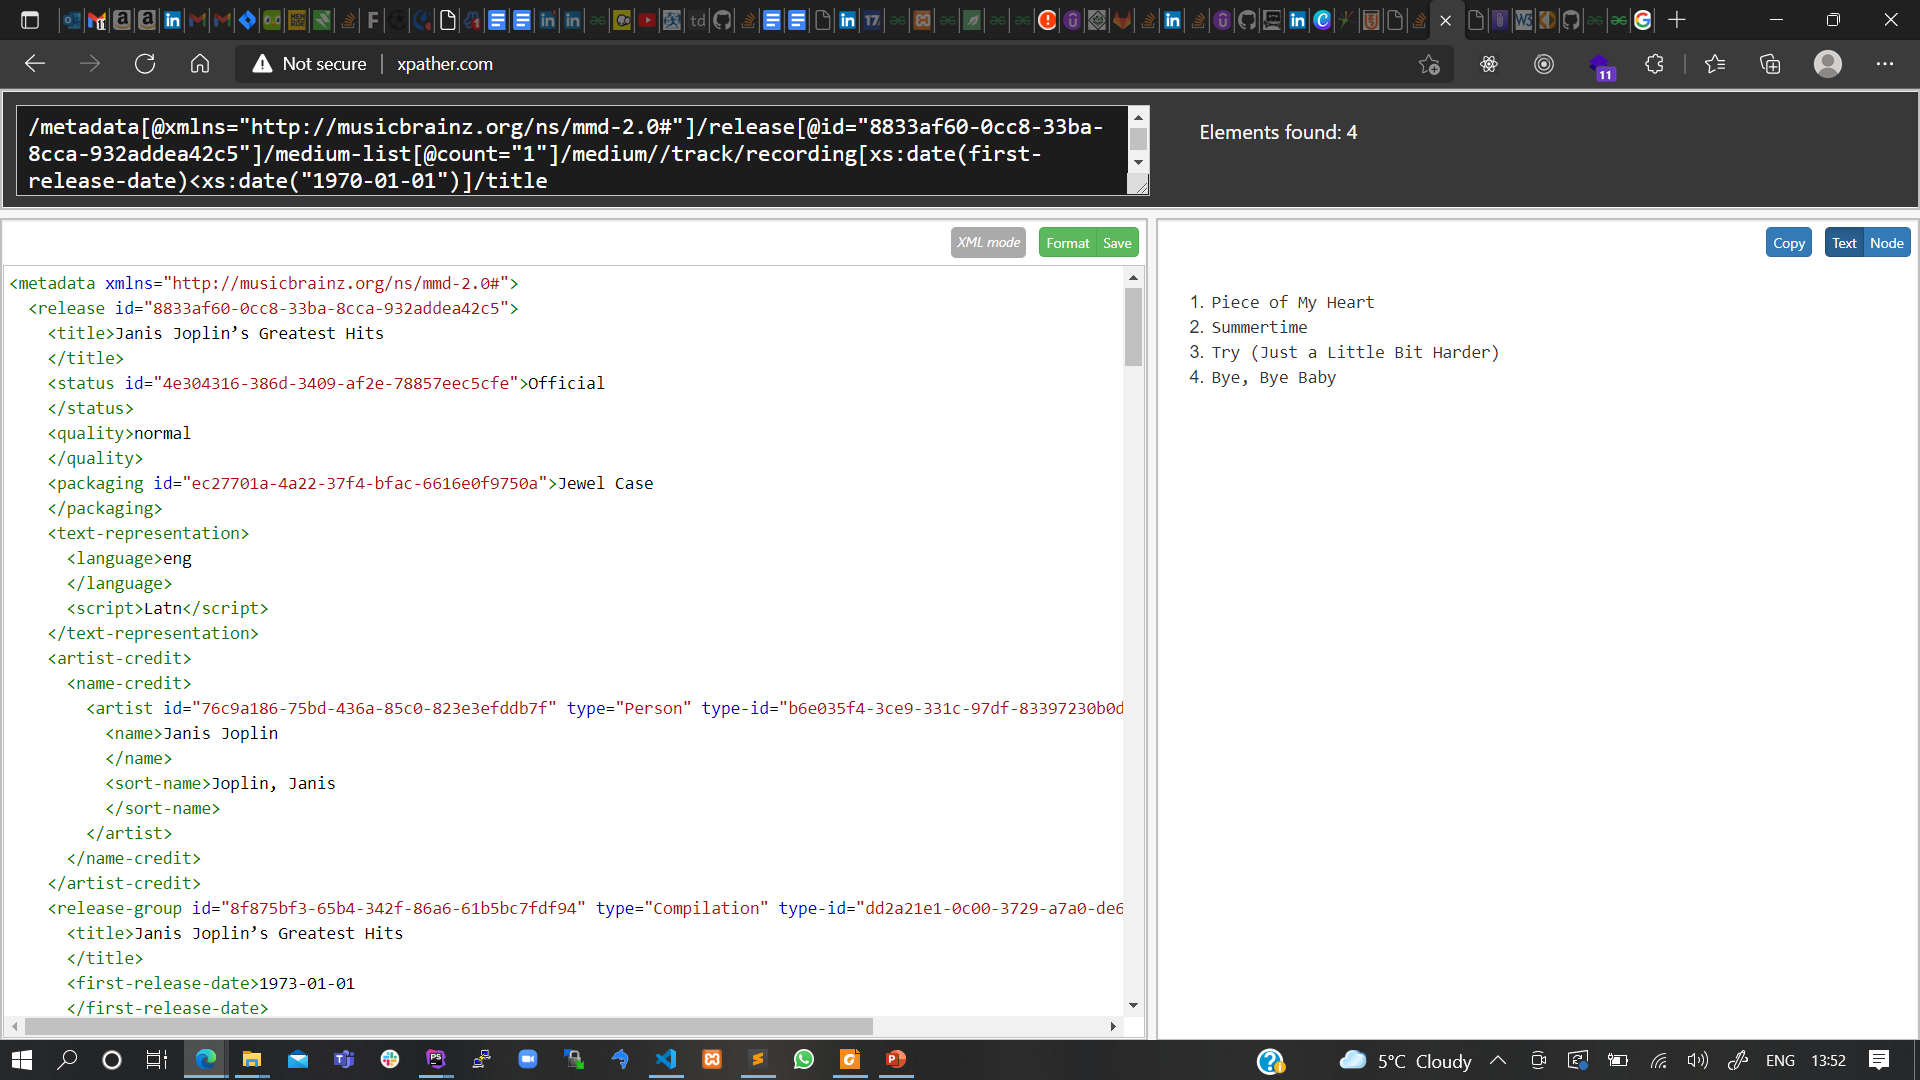 Not secure
xpather.com
11
/metadata[@xmlns="http://musicbrainz.org/ns/mmd-2.0#"]/release[@id="8833af60-0cc8-33ba-
8cca-932addea42c5"]/medium-list[@count="1"]/medium//track/recording[xs:date(first-
release-date)<xs:date("1970-01-01")]/title
Elements found: 4
XML mode
Format
Save
Copy
Text
Node
<metadata xmlns="http://musicbrainz.org/ns/mmd-2.0#">
<release id="8833af60-0cc8-33ba-8cca-932addea42c5">
<title>Janis Joplin’s Greatest Hits
</title>
<status id="4e304316-386d-3409-af2e-78857eec5cfe">Official
</status>
<quality>normal
</quality>
<packaging id="ec27701a-4a22-37f4-bfac-6616e0f9750a">Jewel Case
</packaging>
<text-representation>
<language>eng
</language>
<script>Latn</script>
</text-representation>
<artist-credit>
<name-credit>
<artist id="76c9a186-75bd-436a-85c0-823e3efddb7f" type="Person" type-id="b6e035f4-3ce9-331c-97df-83397230b0d
<name>Janis Joplin
</name>
<sort-name>Joplin, Janis
</sort-name>
</artist>
</name-credit>
</artist-credit>
<release-group id="8f875bf3-65b4-342f-86a6-61b5bc7fdf94" type="Compilation" type-id="dd2a21e1-0c00-3729-a7a0-de6
<title>Janis Joplin’s Greatest Hits
</title>
<first-release-date>1973-01-01
</first-release-date>
1. Piece of My Heart
2. Summertime
3. Try (Just a Little Bit Harder)
4. Bye, Bye Baby
5°C Cloudy
ENG
13:52